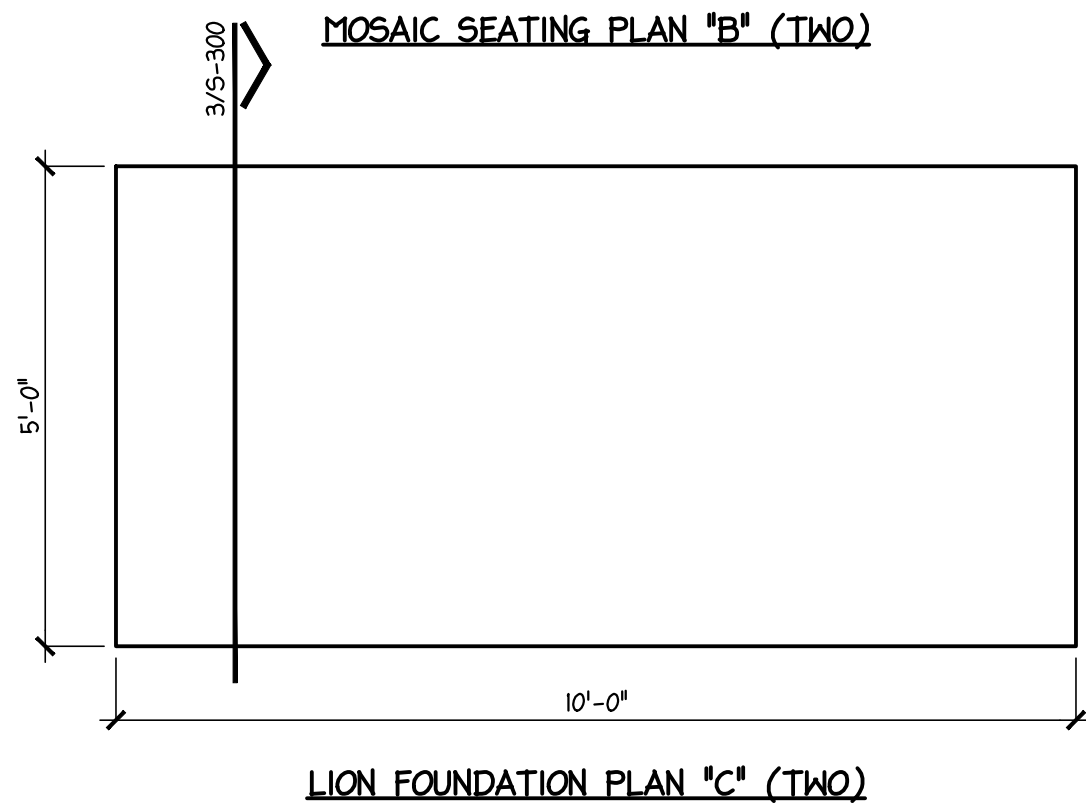 MOSAIC SEATING PLAN "B" (TWO)
3/S-300
5'-0"
10'-0"
LION FOUNDATION PLAN "C" (TWO)